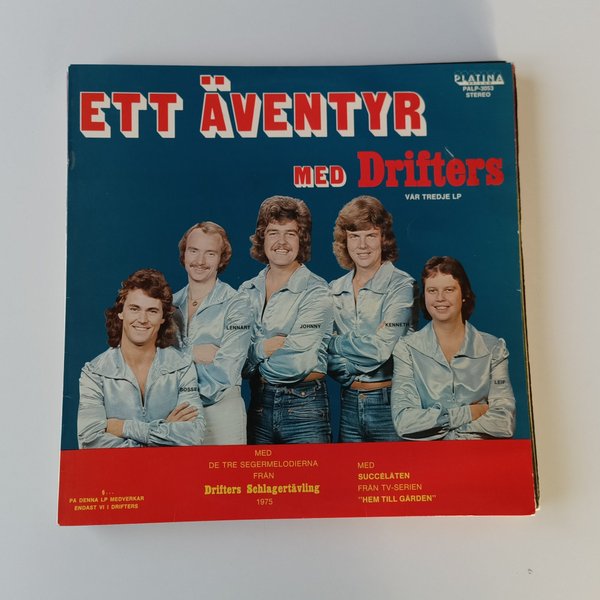 PLATINA
PALP-3053
STEREO
ETT ÄVENTYR
MED Drifters
VÅR TREDJE LP
LENNART
JOHNNY
KENNETH
BOSSE
LEIF
MED
DE TRE SEGERMELODIERNA
FRÅN
Drifters Schlagertävling
1975
MED
SUCCÉLÅTEN
FRÅN TV-SERIEN
"HEM TILL GÅRDEN"
PÅ DENNA LP MEDVERKAR
ENDAST VI I DRIFTERS